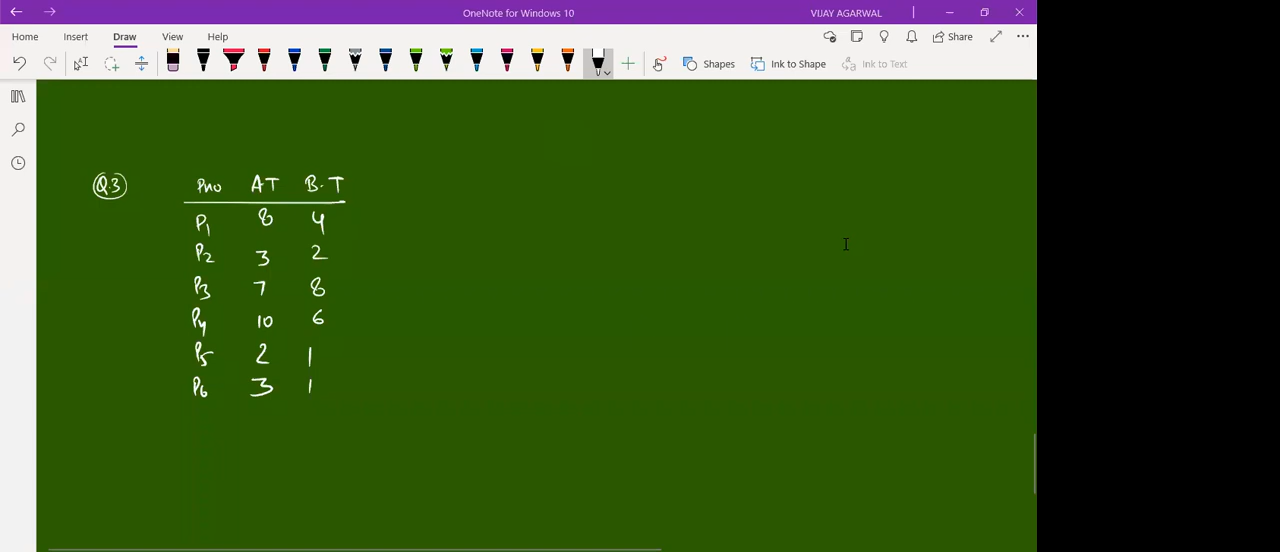 OneNote for Windows 10
VIJAY AGARWAL
Home Insert Draw View Help
Share
Shapes
Ink to Shape
Ink to Text
Q.3 Pno AT B.T
P1 8 4
P2 3 2
P3 7 8
P4 10 6
P5 2 1
P6 3 1